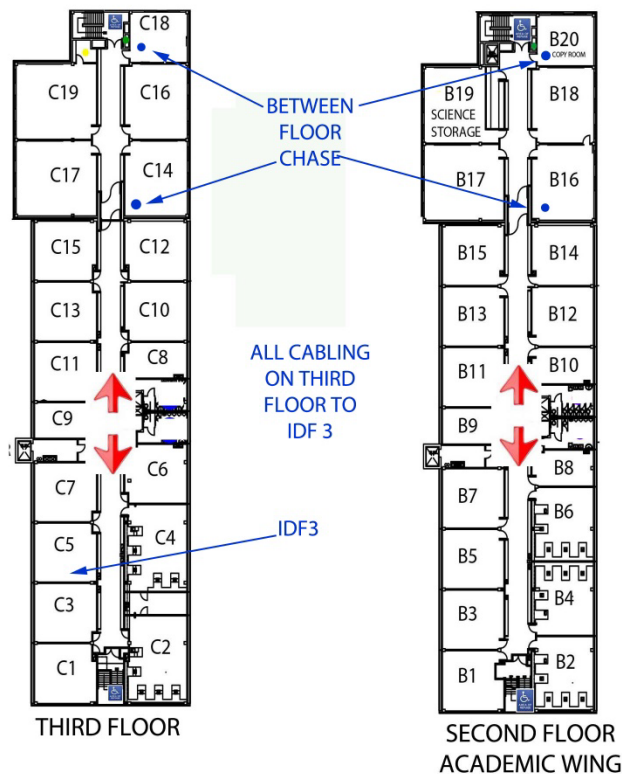 C18
C19
C16
C17
C14
C15
C12
C13
C10
C11
C8
C9
C7
C6
C5
C4
C3
C2
C1
THIRD FLOOR
BETWEEN
FLOOR
CHASE
ALL CABLING
ON THIRD
FLOOR TO
IDF 3
IDF3
B20
COPY ROOM
B19
SCIENCE
STORAGE
B18
B17
B16
B15
B14
B13
B12
B11
B10
B9
B8
B7
B6
B5
B4
B3
B2
B1
SECOND FLOOR
ACADEMIC WING